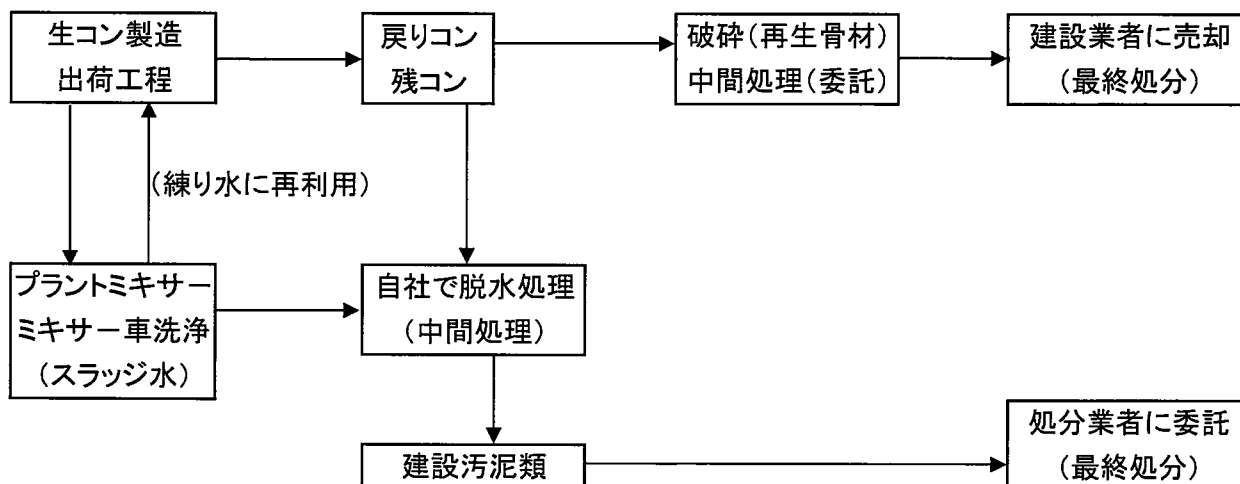 生コン製造
出荷工程
戻りコン
残コン
破砕(再生骨材)
中間処理(委託)
建設業者に売却
(最終処分)
(練り水に再利用)
プラントミキサー
ミキサー車洗浄
(スラッジ水)
自社で脱水処理
(中間処理)
建設汚泥類
処分業者に委託
(最終処分)